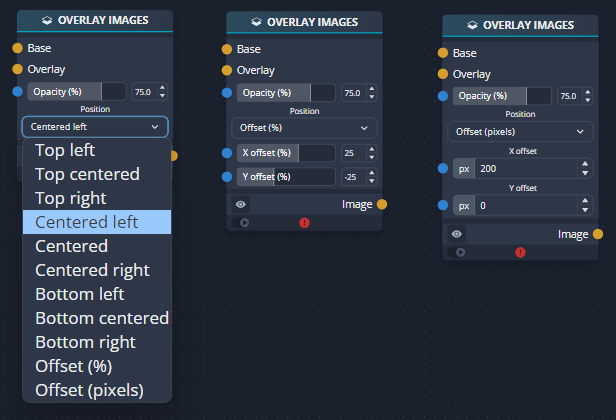 OVERLAY IMAGES
Base
Overlay
Opacity (%) 75.0
Position
Centered left
Top left
Top centered
Top right
Centered left
Centered
Centered right
Bottom left
Bottom centered
Bottom right
Offset (%)
Offset (pixels)
OVERLAY IMAGES
Base
Overlay
Opacity (%) 75.0
Position
Offset (%)
X offset (%) 25
Y offset (%) -25
Image
OVERLAY IMAGES
Base
Overlay
Opacity (%) 75.0
Position
Offset (pixels)
X offset
px 200
Y offset
px 0
Image